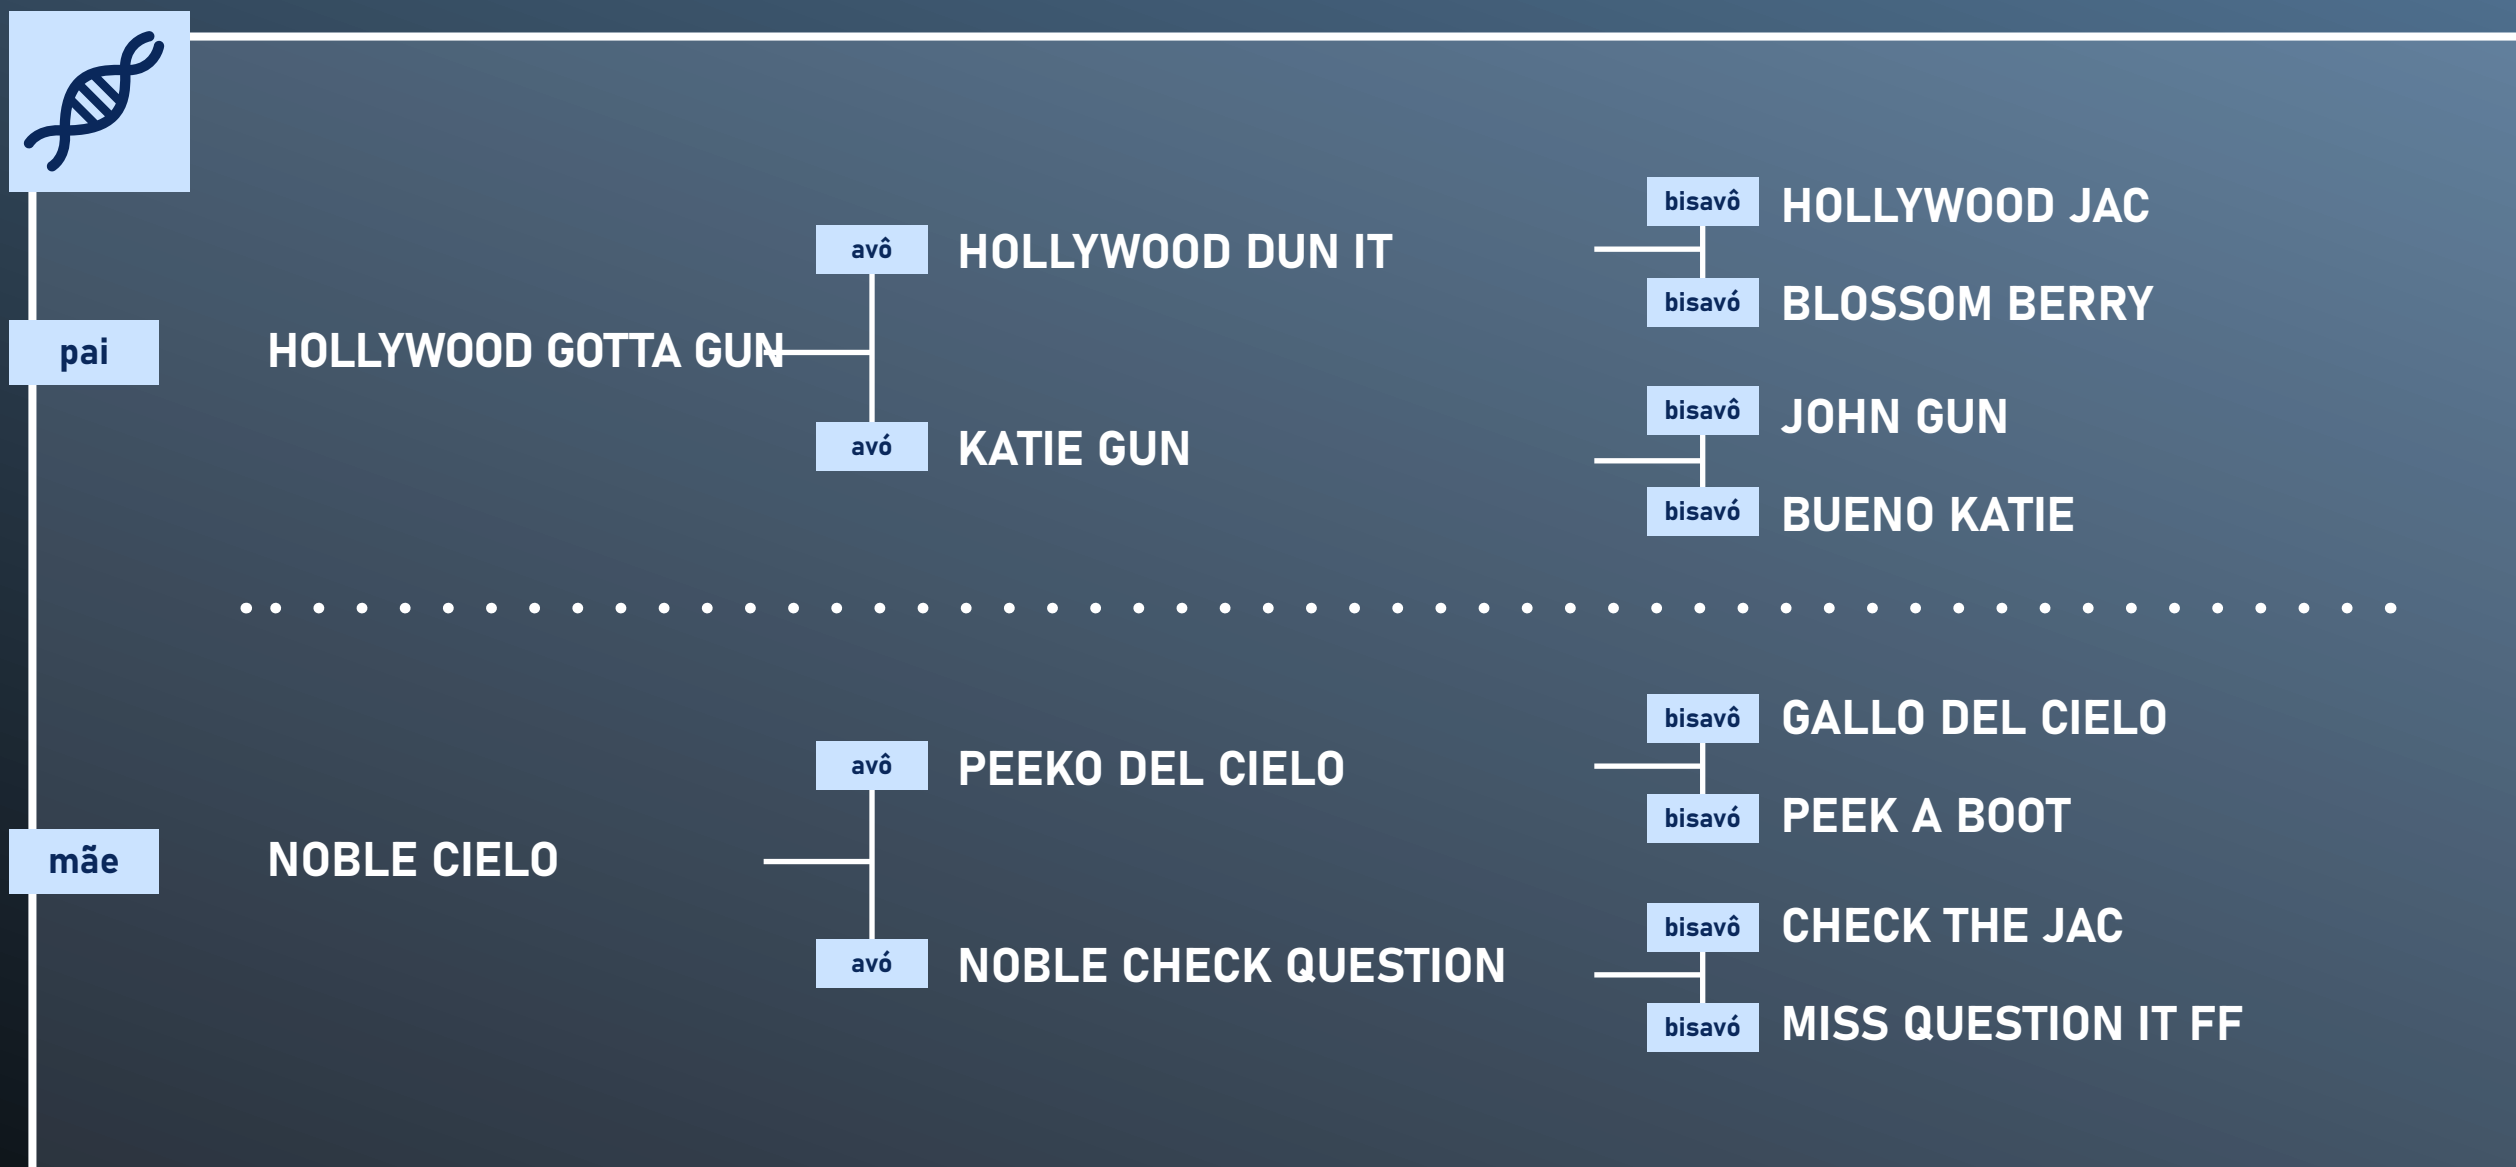 bisavô HOLLYWOOD JAC
avô HOLLYWOOD DUN IT
bisavó BLOSSOM BERRY
pai HOLLYWOOD GOTTA GUN
bisavô JOHN GUN
avó KATIE GUN
bisavó BUENO KATIE
bisavô GALLO DEL CIELO
avô PEEKO DEL CIELO
bisavó PEEK A BOOT
mãe NOBLE CIELO
bisavô CHECK THE JAC
avó NOBLE CHECK QUESTION
bisavó MISS QUESTION IT FF